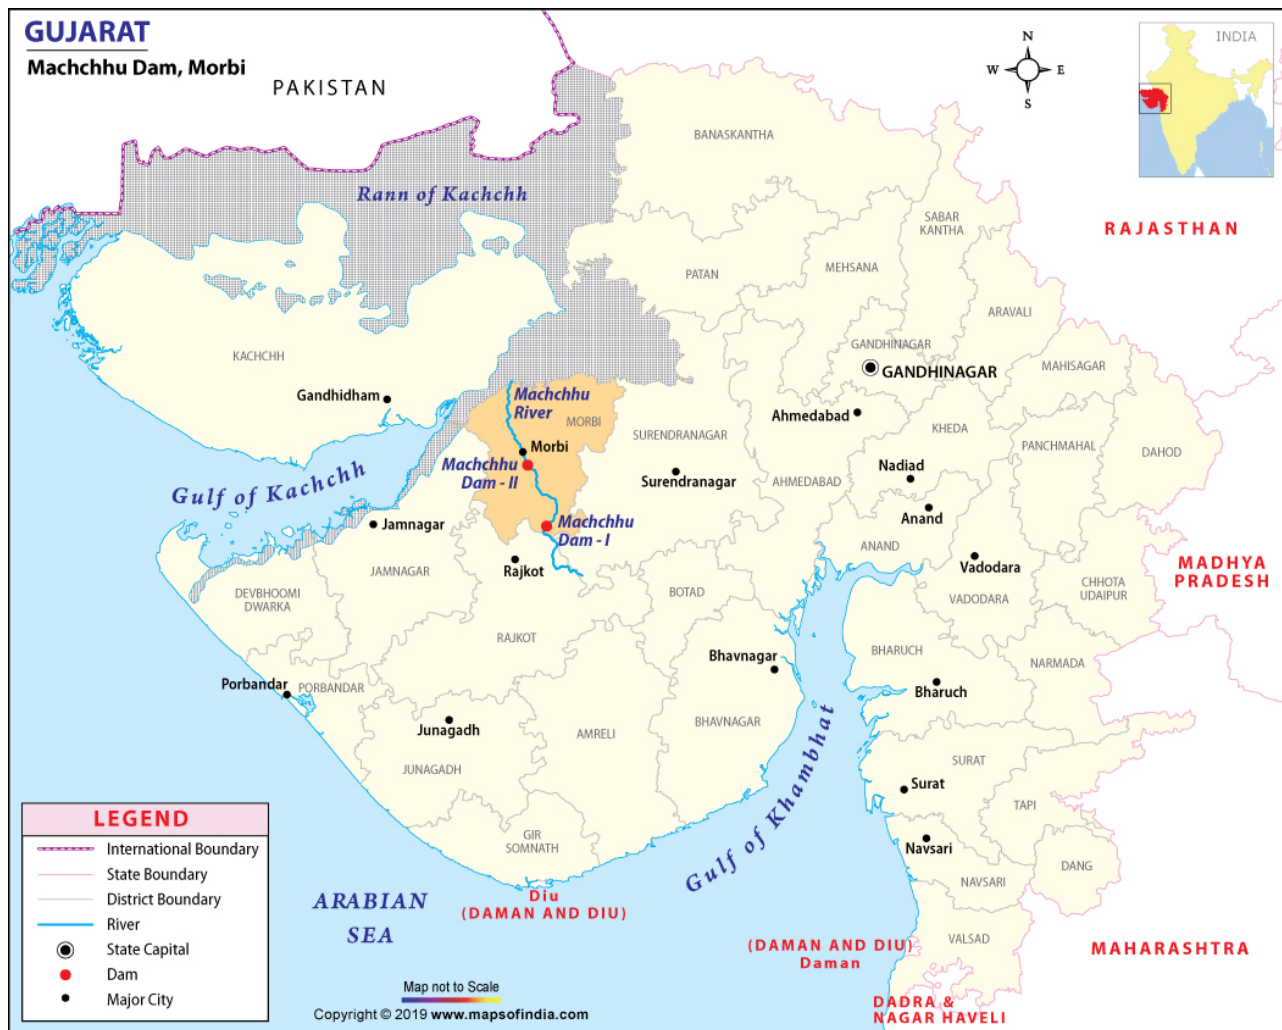 GUJARAT
Machchhu Dam, Morbi
PAKISTAN
N
W
E
S
INDIA
RAJASTHAN
BANASKANTHA
Rann of Kachchh
SABAR
KANTHA
PATAN
MEHSANA
ARAVALI
KACHCHH
GANDHINAGAR
GANDHINAGAR
MAHISAGAR
Gandhidham
Machchhu
River
MORBI
Ahmedabad
SURENDRANAGAR
KHEDA
PANCHMAHAL
DAHOD
Morbi
Machchhu
Dam - II
Gulf of Kachchh
Surendranagar
AHMEDABAD
Nadiad
Anand
Jamnagar
Machchhu
Dam - I
ANAND
Vadodara
MADHYA
PRADESH
JAMNAGAR
Rajkot
DEVBHOOMI
DWARKA
BOTAD
VADODARA
CHHOTA
UDAIPUR
RAJKOT
BHARUCH
NARMADA
Bhavnagar
Porbandar
PORBANDAR
Bharuch
Junagadh
AMRELI
BHAVNAGAR
JUNAGADH
SURAT
Surat
TAPI
Gulf of Khambhat
GIR
SOMNATH
Navsari
DANG
NAVSARI
LEGEND
International Boundary
State Boundary
District Boundary
River
State Capital
Dam
Major City
ARABIAN
SEA
Diu
(DAMAN AND DIU)
(DAMAN AND DIU)
Daman
VALSAD
MAHARASHTRA
DADRA &
NAGAR HAVELI
Map not to Scale
Copyright © 2019 www.mapsofindia.com